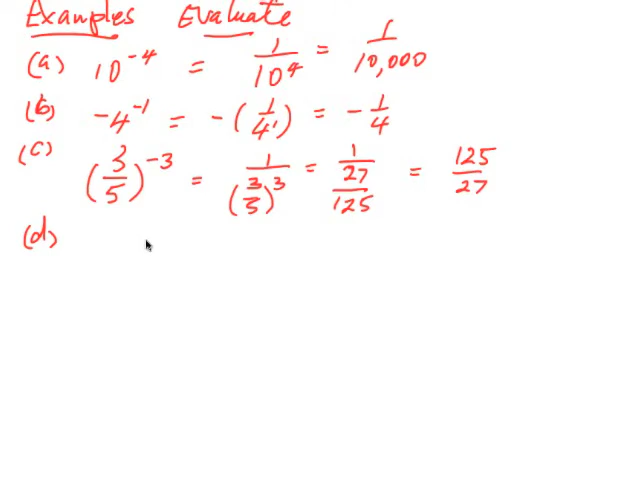 Examples Evaluate
(a) 10^-4 = 1/10^4 = 1/10,000
(b) -4^-1 = -(1/4^1) = -1/4
(c) (3/5)^-3 = 1/(3/5)^3 = 1/(27/125) = 125/27
(d)